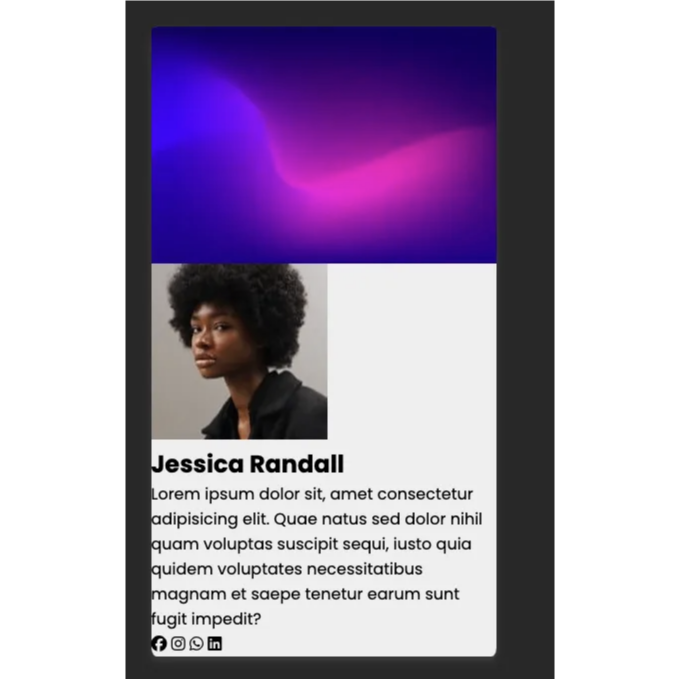 Jessica Randall
Lorem ipsum dolor sit, amet consectetur
adipisicing elit. Quae natus sed dolor nihil
quam voluptas suscipit sequi, iusto quia
quidem voluptates necessitatibus
magnam et saepe tenetur earum sunt
fugit impedit?